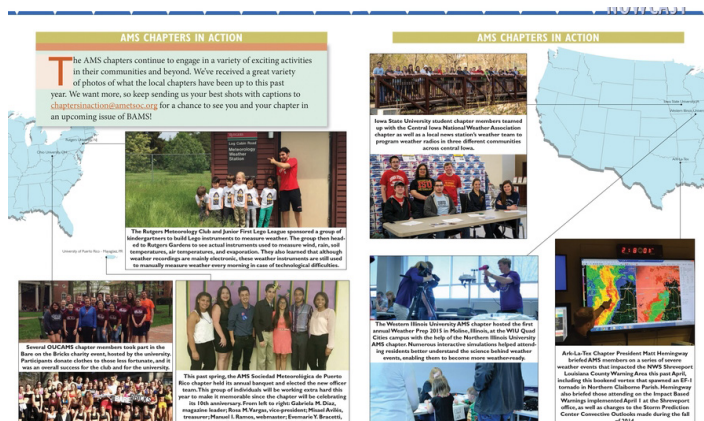 AMS CHAPTERS IN ACTION
The AMS chapters continue to engage in a variety of exciting activities
in their communities and beyond. We've received a great variety
of photos of what the local chapters have been up to this past
year. We want more, so keep sending us your best shots with captions to
chaptersinaction@ametsoc.org for a chance to see you and your chapter in
an upcoming issue of BAMS!
Meteorology
Weather
Station
The Rutgers Meteorology Club and Junior First Lego League sponsored a group of
kindergartners to build Lego instruments to measure weather. The group then head-
ed to Rutgers Gardens to see actual instruments used to measure wind, rain, soil
temperatures, air temperatures, and evaporation. They also learned that although
weather recordings are mainly electronic, these weather instruments are still used
to manually measure weather every morning in case of technological difficulties.
University of Puerto Rico - Mayagüez, PR
Several OUCAMS chapter members took part in the
Bare on the Bricks charity event, hosted by the university.
Participants donate clothes to those less fortunate, and it
was an overall success for the club and for the university.
This past spring, the AMS Sociedad Meteorológica de Puerto
Rico chapter held its annual banquet and elected the new officer
team. This group of individuals will be working extra hard this
year to make it memorable since the chapter will be celebrating
its 10th anniversary. From left to right: Gabriela M. Díaz,
magazine leader; Rosa M. Vargas, vice-president; Misael Avilés,
treasurer; Manuel I. Ramos, webmaster; Evemarie Y. Bracetti,
AMS CHAPTERS IN ACTION
Iowa State University student chapter members teamed
up with the Central Iowa National Weather Association
chapter as well as a local news station's weather team to
program weather radios in three different communities
across central Iowa.
The Western Illinois University AMS chapter hosted the first
annual Weather Prep 2015 in Moline, Illinois, at the WIU Quad
Cities campus with the help of the Northern Illinois University
AMS chapter. Numerous interactive simulations helped attend-
ing residents better understand the science behind weather
events, enabling them to become more weather-ready.
Ark-La-Tex Chapter President Matt Hemingway
briefed AMS members on a series of severe
weather events that impacted the NWS Shreveport
Louisiana County Warning Area this past April,
including this bookend vortex that spawned an EF-1
tornado in Northern Claiborne Parish. Hemingway
also briefed those attending on the Impact Based
Warnings implemented April 1 at the Shreveport
office, as well as changes to the Storm Prediction
Center Convective Outlooks made during the fall
of 2014